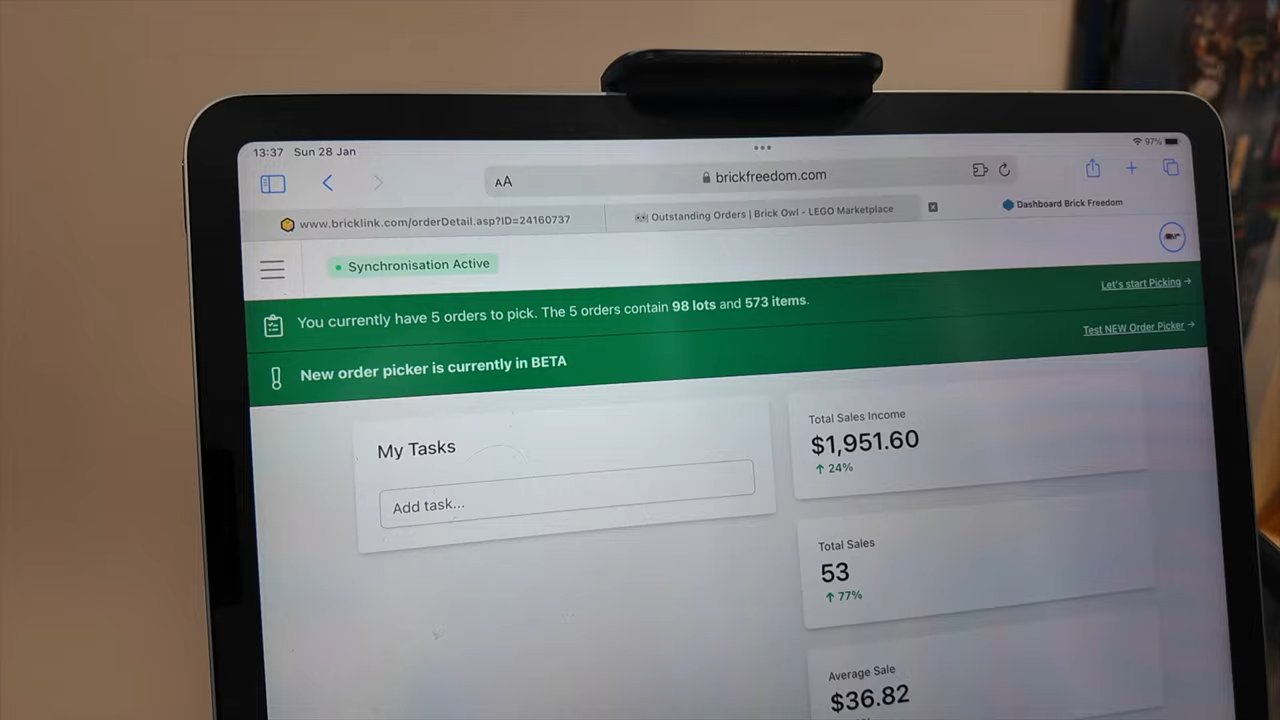 13:37 Sun 28 Jan
97%
AA
brickfreedom.com
www.bricklink.com/orderDetail.asp?ID=24160737
Outstanding Orders | Brick Owl - LEGO Marketplace
Dashboard Brick Freedom
Synchronisation Active
You currently have 5 orders to pick. The 5 orders contain 98 lots and 573 items.
Let's start Picking →
New order picker is currently in BETA
Test NEW Order Picker →
My Tasks
Add task...
Total Sales Income
$1,951.60
↑ 24%
Total Sales
53
↑ 77%
Average Sale
$36.82